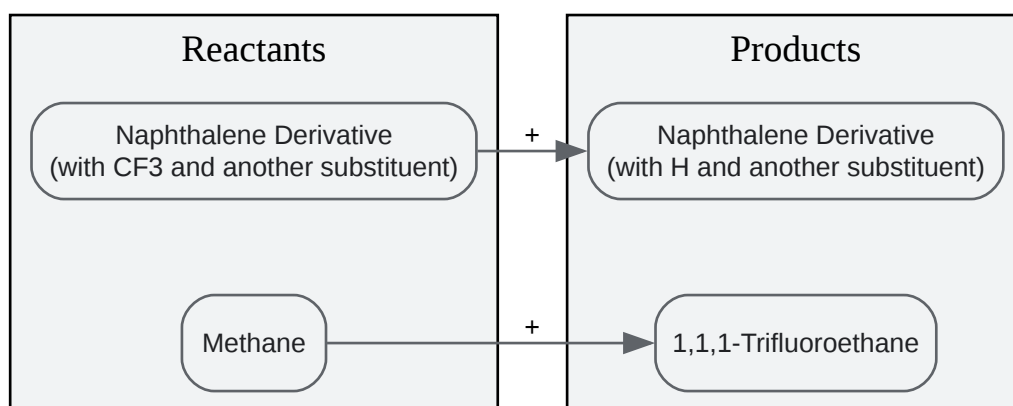 Reactants
Products
Naphthalene Derivative
(with CF3 and another substituent)
+
Naphthalene Derivative
(with H and another substituent)
Methane
+
1,1,1-Trifluoroethane